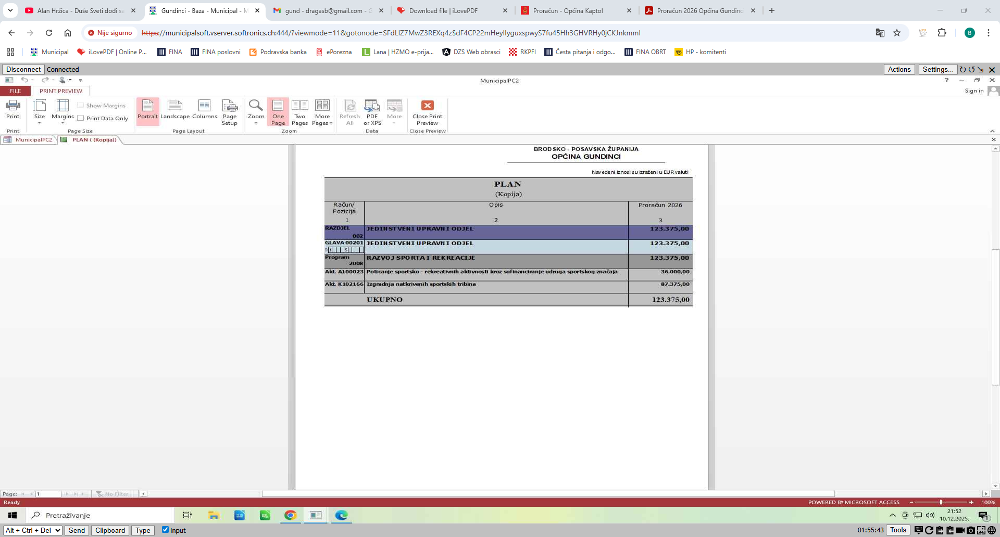 Alan Hržica - Duše Sveti dođi sa
Gundinci - Baza - Municipal - M
gund - dragasb@gmail.com - G
Download file | iLovePDF
Proračun - Općina Kaptol
Proračun 2026 Općina Gundinc
Nije sigurno
https://municipalsoft.vserver.softronics.ch:444/?viewmode=11&gotonode=SFdLIZ7MwZ3REXq4z$dF4CP22mHeyIlyguxspwyS7fu45Hh3GHVRHy0jCKJnkmmI
B
Municipal
iLovePDF | Online P...
FINA
FINA poslovni
Podravska banka
ePorezna
Lana | HZMO e-prija...
DZS Web obrasci
RKPFI
Česta pitanja i odgo...
FINA OBRT
HP - komitenti
Disconnect Connected
Actions Settings...
MunicipalPC2
FILE PRINT PREVIEW
Sign in
Print
Size
Margins
Show Margins
Print Data Only
Portrait
Landscape
Columns
Page Setup
Zoom
One Page
Two Pages
More Pages
Refresh All
PDF or XPS
More
Close Print Preview
Print Page Size Page Layout Zoom Data Close Preview
MunicipalPC2 PLAN ( (Kopija))
BRODSKO - POSAVSKA ŽUPANIJA
OPĆINA GUNDINCI
Navedeni iznosi su izraženi u EUR valuti
PLAN
(Kopija)
Račun/ Pozicija Opis Proračun 2026
1 2 3
RAZDJEL 002 JEDINSTVENI UPRAVNI ODJEL 123.375,00
GLAVA 00201 JEDINSTVENI UPRAVNI ODJEL 123.375,00
I: 1 5
Program 2008 RAZVOJ SPORTA I REKREACIJE 123.375,00
Akt. A100023 Poticanje sportsko - rekreativnih aktivnosti kroz sufinanciranje udruga sportskog značaja 36.000,00
Akt. K102166 Izgradnja natkrivenih sportskih tribina 87.375,00
UKUPNO 123.375,00
Page: 1 No Filter
Ready
POWERED BY MICROSOFT ACCESS 100%
Pretraživanje
21:52
10.12.2025.
1
Alt + Ctrl + Del Send Clipboard Type Input
01:55:43 Tools